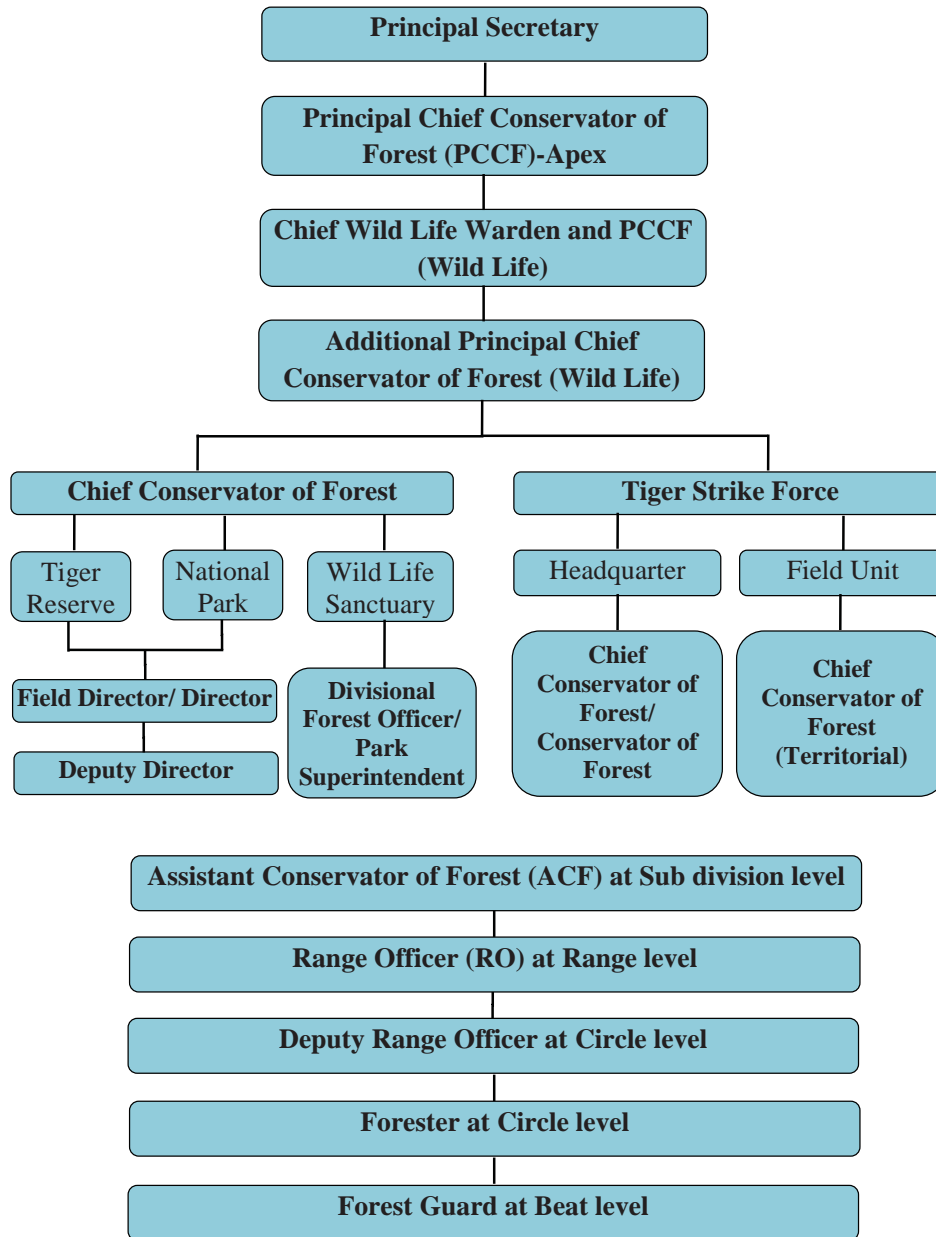 Principal Secretary
Principal Chief Conservator of
Forest (PCCF)-Apex
Chief Wild Life Warden and PCCF
(Wild Life)
Additional Principal Chief
Conservator of Forest (Wild Life)
Chief Conservator of Forest
Tiger Strike Force
Tiger
Reserve
National
Park
Wild Life
Sanctuary
Headquarter
Field Unit
Field Director/ Director
Deputy Director
Divisional
Forest Officer/
Park
Superintendent
Chief
Conservator of
Forest/
Conservator of
Forest
Chief
Conservator of
Forest
(Territorial)
Assistant Conservator of Forest (ACF) at Sub division level
Range Officer (RO) at Range level
Deputy Range Officer at Circle level
Forester at Circle level
Forest Guard at Beat level